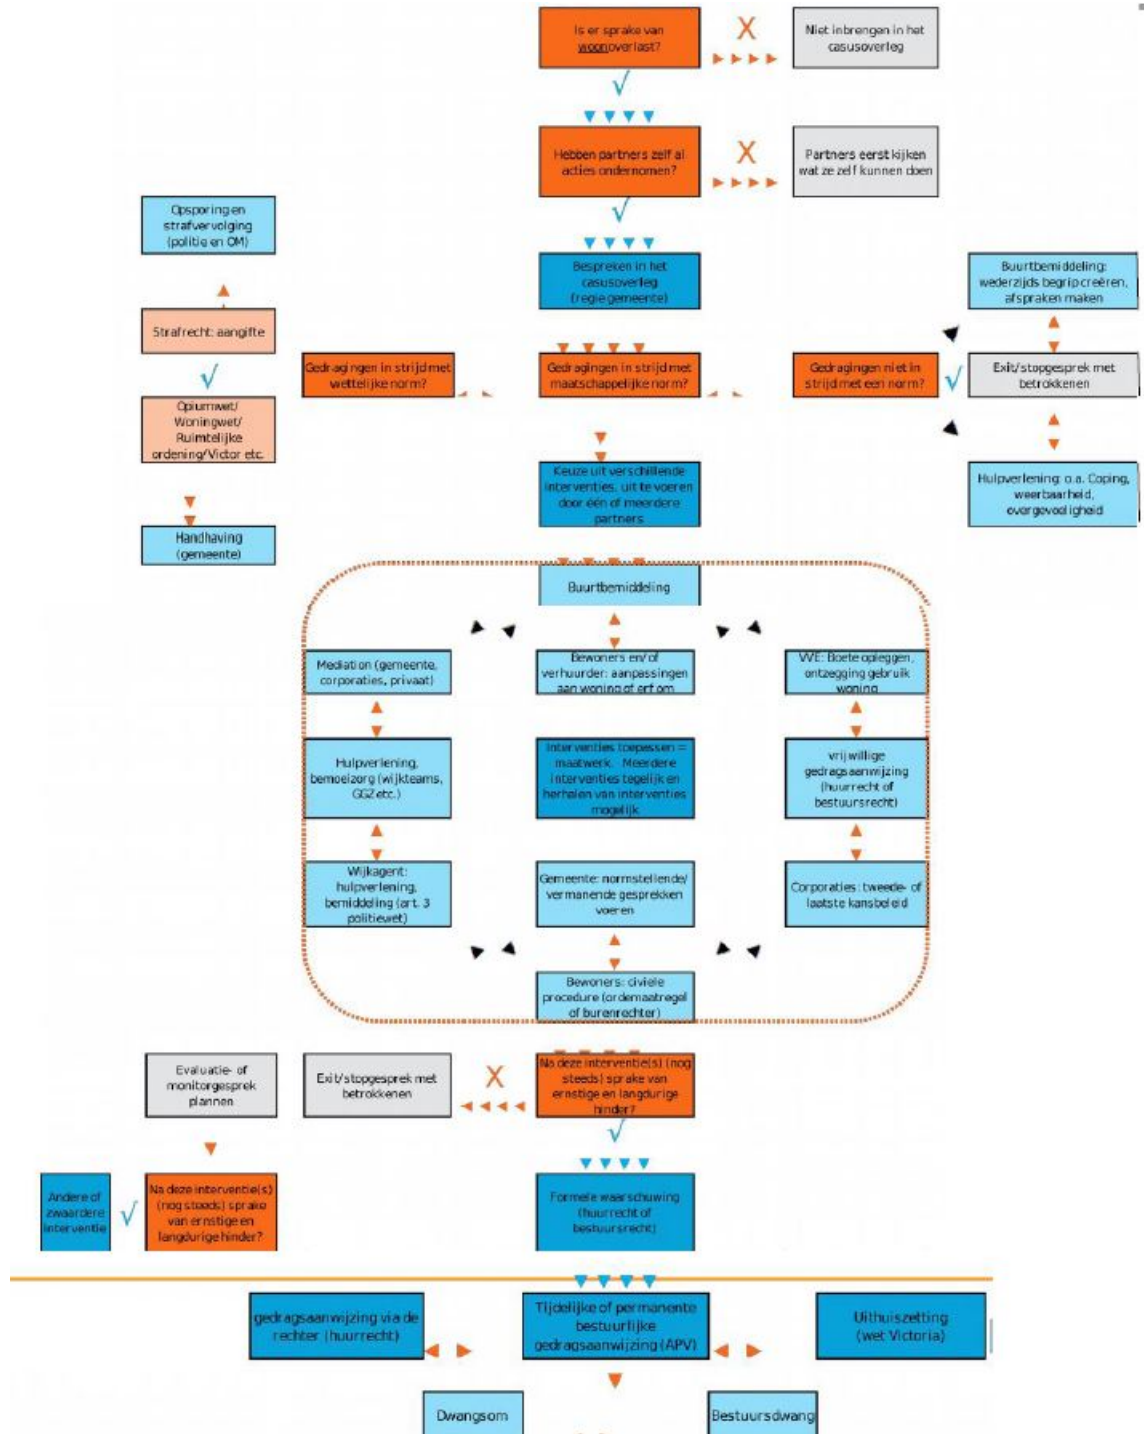 Is er sprake van
woonoverlast?
X
Niet inbrengen in het
casusoverleg
√
Hebben partners zelf al
acties ondernomen?
X
Partners eerst kijken
wat ze zelf kunnen doen
√
Opsporing en
strafvervolging
(politie en OM)
Bespreken in het
casusoverleg
(regie gemeente)
Buurtbemiddeling:
wederzijds begrip creëren,
afspraken maken
Strafrecht: aangifte
√
Gedragingen in strijd met
wettelijke norm?
Gedragingen in strijd met
maatschappelijke norm?
Gedragingen niet in
strijd met een norm?
√
Exit/stopgesprek met
betrokkenen
Opiumwet/
Woningwet/
Ruimtelijke
ordening/Victor etc.
Keuze uit verschillende
interventies, uit te voeren
door één of meerdere
partners
Hulpverlening: o.a. Coping,
weerbaarheid,
overgevoeligheid
Handhaving
(gemeente)
Buurtbemiddeling
Mediation (gemeente,
corporaties, privaat)
Bewoners en/of
verhuurder: aanpassingen
aan woning of erf om
VVE: Boete opleggen,
ontzegging gebruik
woning
Hulpverlening,
bemoeizorg (wijkteams,
GGZ etc.)
Interventies toepassen =
maatwerk. Meerdere
interventies tegelijk en
herhalen van interventies
mogelijk
vrijwillige
gedragsaanwijzing
(huurrecht of
bestuursrecht)
Wijkagent:
hulpverlening,
bemiddeling (art. 3
politiewet)
Gemeente: normstellende/
vermanende gesprekken
voeren
Corporaties: tweede- of
laatste kansbeleid
Bewoners: civiele
procedure (ordemaatregel
of burenrechter)
Evaluatie- of
monitorgesprek
plannen
Exit/stopgesprek met
betrokkenen
X
Na deze interventie(s) (nog
steeds) sprake van
ernstige en langdurige
hinder?
√
Andere of
zwaardere
interventie
√
Na deze interventie(s)
(nog steeds) sprake
van ernstige en
langdurige hinder?
Formele waarschuwing
(huurrecht of
bestuursrecht)
gedragsaanwijzing via de
rechter (huurrecht)
Tijdelijke of permanente
bestuurlijke
gedragsaanwijzing (APV)
Uithuiszetting
(wet Victoria)
Dwangsom
Bestuursdwang